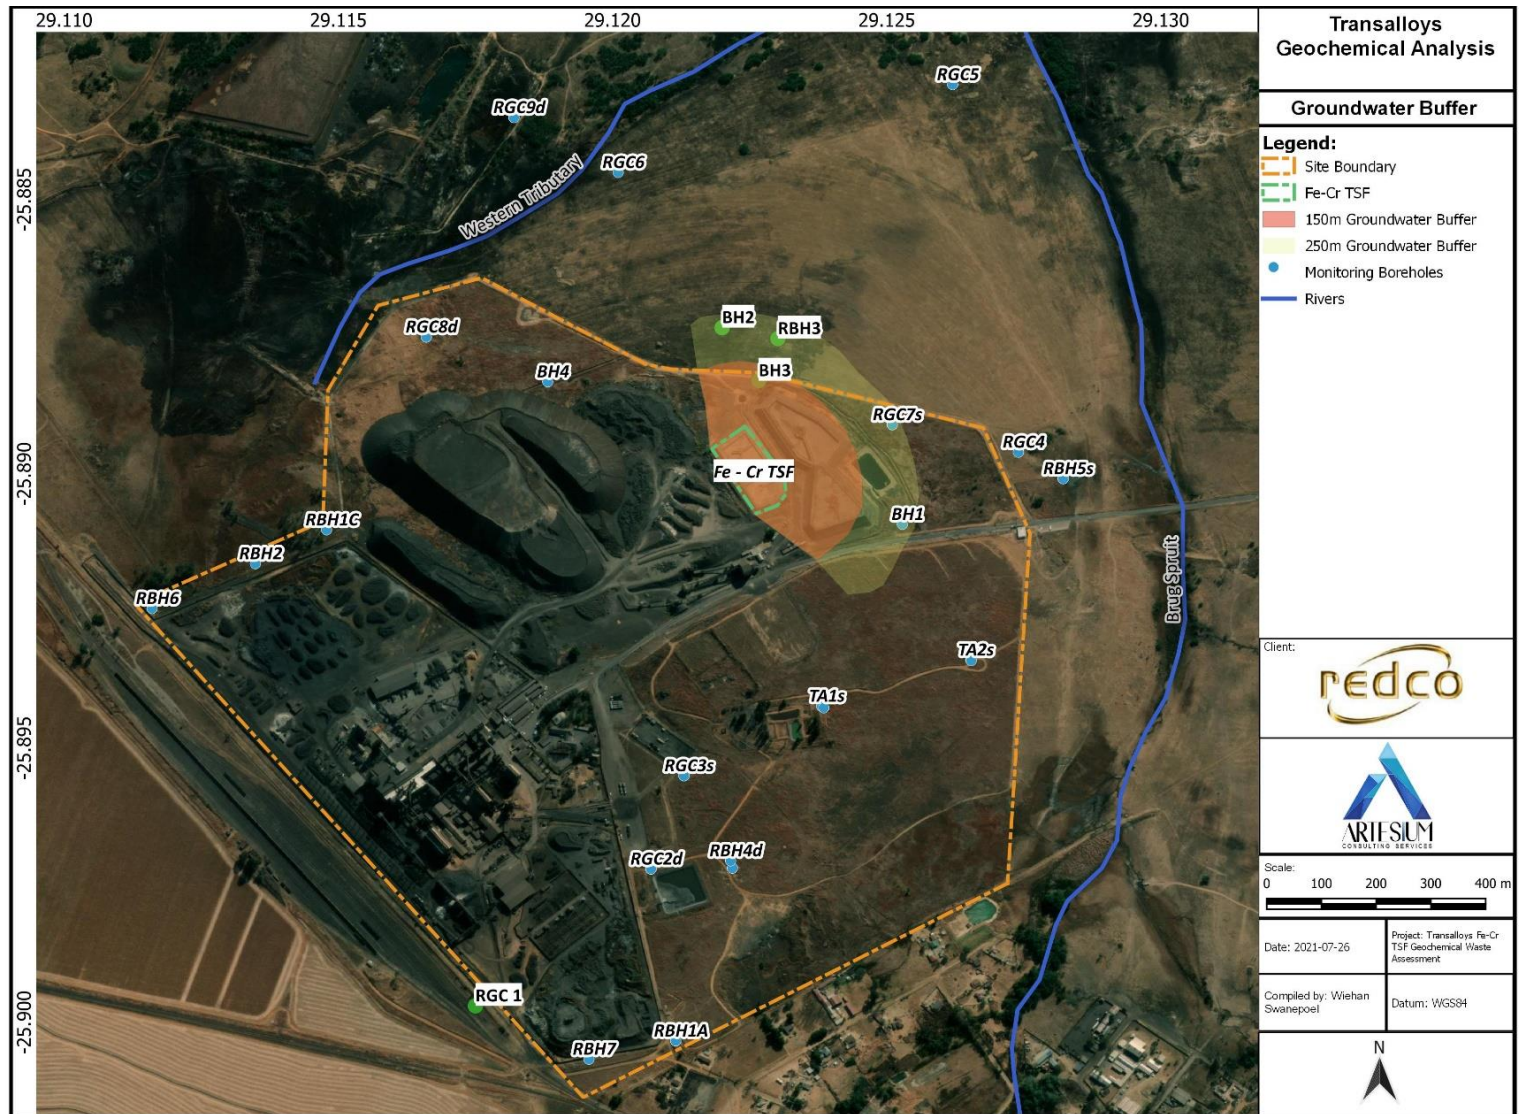 29.110
29.115
29.120
29.125
29.130
-25.885
-25.890
-25.895
-25.900
RGC5
RGC9d
RGC6
Western Tributary
RGC8d
BH2
RBH3
BH4
BH3
RGC7s
RGC4
RBH5s
Fe - Cr TSF
BH1
RBH1C
RBH2
RBH6
Brug Spruit
TA2s
TA1s
RGC3s
RGC2d
RBH4d
RGC 1
RBH1A
RBH7
Transalloys
Geochemical Analysis
Groundwater Buffer
Legend:
Site Boundary
Fe-Cr TSF
150m Groundwater Buffer
250m Groundwater Buffer
Monitoring Boreholes
Rivers
Client:
redco
ARTESIUM
CONSULTING SERVICES
Scale:
0 100 200 300 400 m
Date: 2021-07-26
Project: Transalloys Fe-Cr
TSF Geochemical Waste
Assessment
Compiled by: Wiehan
Swanepoel
Datum: WGS84
N